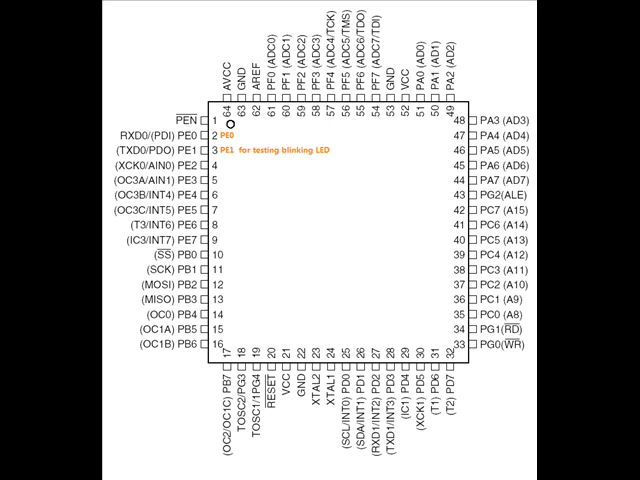 64 AVCC
63 GND
62 AREF
61 PF0 (ADC0)
60 PF1 (ADC1)
59 PF2 (ADC2)
58 PF3 (ADC3)
57 PF4 (ADC4/TCK)
56 PF5 (ADC5/TMS)
55 PF6 (ADC6/TDO)
54 PF7 (ADC7/TDI)
53 GND
52 VCC
51 PA0 (AD0)
50 PA1 (AD1)
49 PA2 (AD2)
PEN 1
RXD0/(PDI) PE0 2 PE0
(TXD0/PDO) PE1 3 PE1 for testing blinking LED
(XCK0/AIN0) PE2 4
(OC3A/AIN1) PE3 5
(OC3B/INT4) PE4 6
(OC3C/INT5) PE5 7
(T3/INT6) PE6 8
(IC3/INT7) PE7 9
(SS) PB0 10
(SCK) PB1 11
(MOSI) PB2 12
(MISO) PB3 13
(OC0) PB4 14
(OC1A) PB5 15
(OC1B) PB6 16
48 PA3 (AD3)
47 PA4 (AD4)
46 PA5 (AD5)
45 PA6 (AD6)
44 PA7 (AD7)
43 PG2(ALE)
42 PC7 (A15)
41 PC6 (A14)
40 PC5 (A13)
39 PC4 (A12)
38 PC3 (A11)
37 PC2 (A10)
36 PC1 (A9)
35 PC0 (A8)
34 PG1(RD)
33 PG0(WR)
(OC2/OC1C) PB7 17
TOSC2/PG3 18
TOSC1/1PG4 19
RESET 20
VCC 21
GND 22
XTAL2 23
XTAL1 24
(SCL/INT0) PD0 25
(SDA/INT1) PD1 26
(RXD1/INT2) PD2 27
(TXD1/INT3) PD3 28
(IC1) PD4 29
(XCK1) PD5 30
(T1) PD6 31
(T2) PD7 32